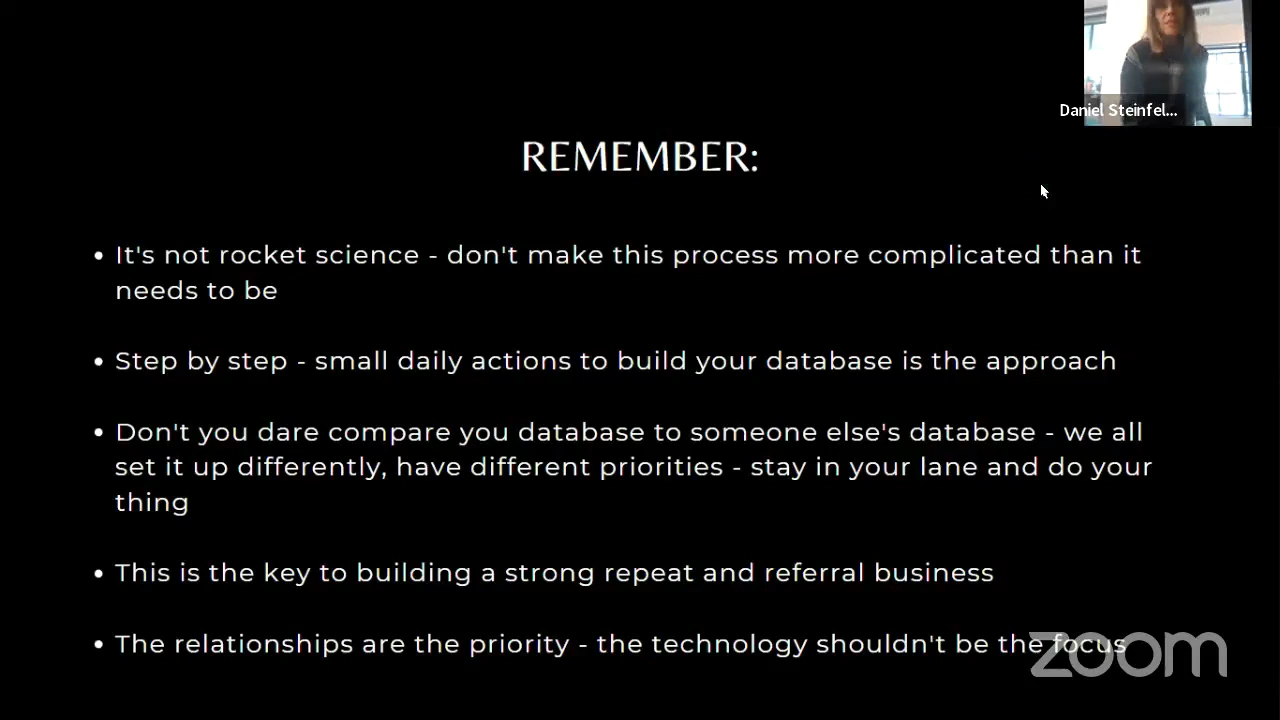 Daniel Steinfel...
REMEMBER:
• It's not rocket science - don't make this process more complicated than it
needs to be
• Step by step - small daily actions to build your database is the approach
• Don't you dare compare you database to someone else's database - we all
set it up differently, have different priorities - stay in your lane and do your
thing
• This is the key to building a strong repeat and referral business
• The relationships are the priority - the technology shouldn't be the focus
zoom